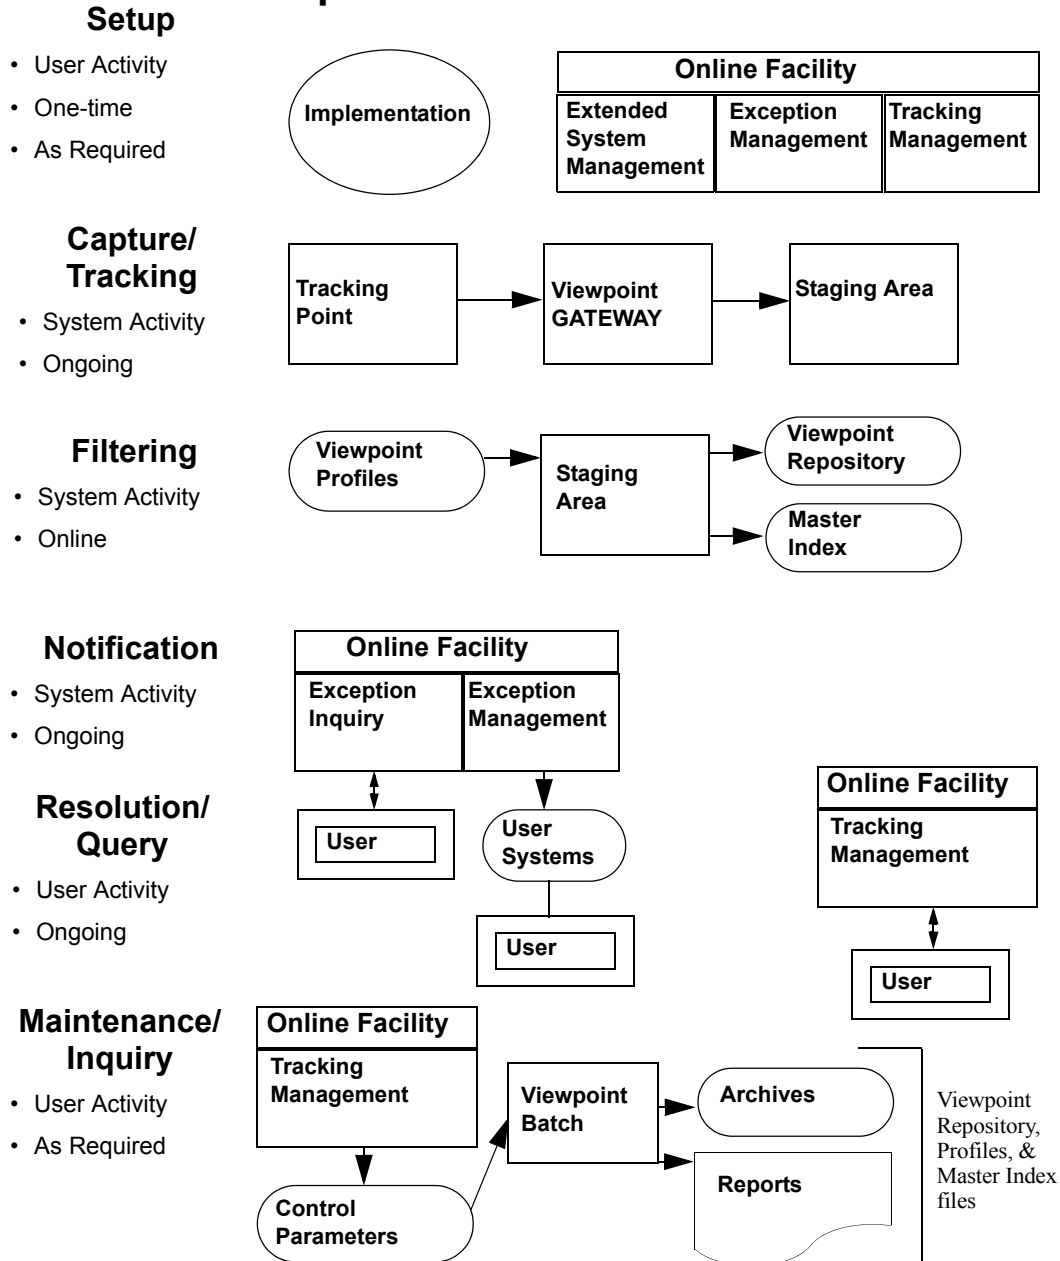 Setup
• User Activity
• One-time
• As Required
Implementation
Online Facility
Extended
System
Management
Exception
Management
Tracking
Management
Capture/
Tracking
• System Activity
• Ongoing
Tracking
Point
Viewpoint
GATEWAY
Staging Area
Filtering
• System Activity
• Online
Viewpoint
Profiles
Staging
Area
Viewpoint
Repository
Master
Index
Notification
• System Activity
• Ongoing
Online Facility
Exception
Inquiry
Exception
Management
Resolution/
Query
• User Activity
• Ongoing
User
User
Systems
User
Online Facility
Tracking
Management
User
Maintenance/
Inquiry
• User Activity
• As Required
Online Facility
Tracking
Management
Control
Parameters
Viewpoint
Batch
Archives
Reports
Viewpoint
Repository,
Profiles, &
Master Index
files